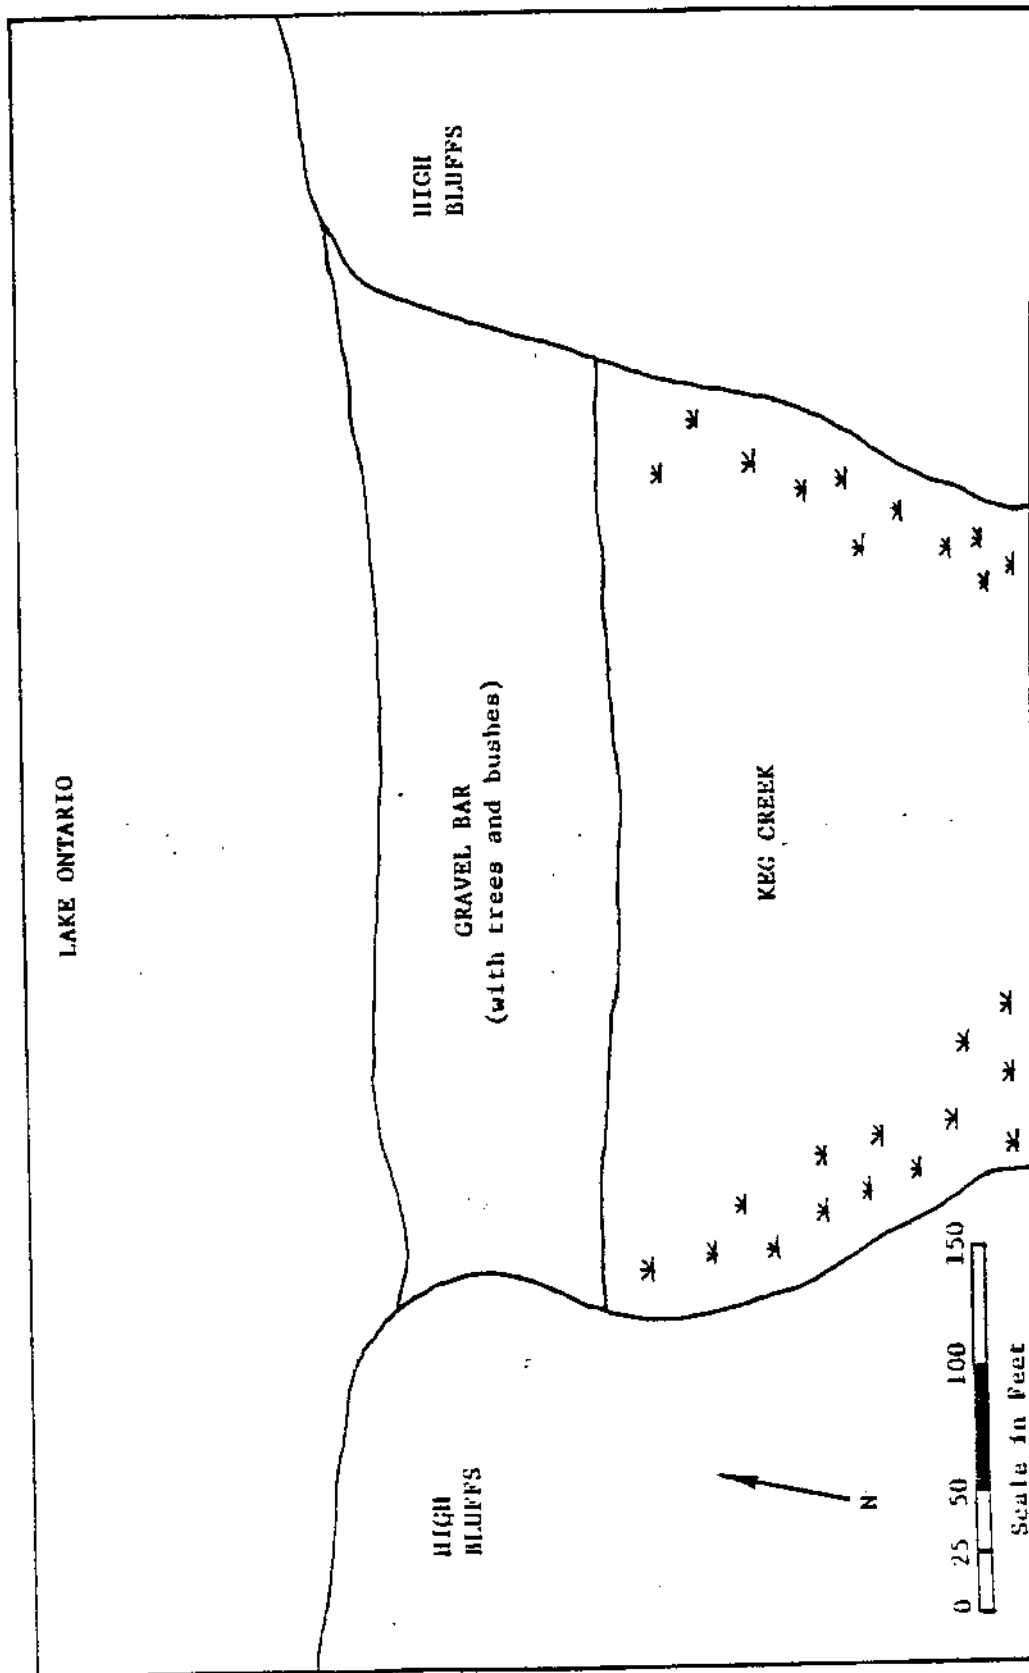 LAKE ONTARIO
HIGH
BLUFFS
GRAVEL BAR
(with trees and bushes)
HIGH
BLUFFS
KEG CREEK
N
0 25 50 100 150
Scale in Feet